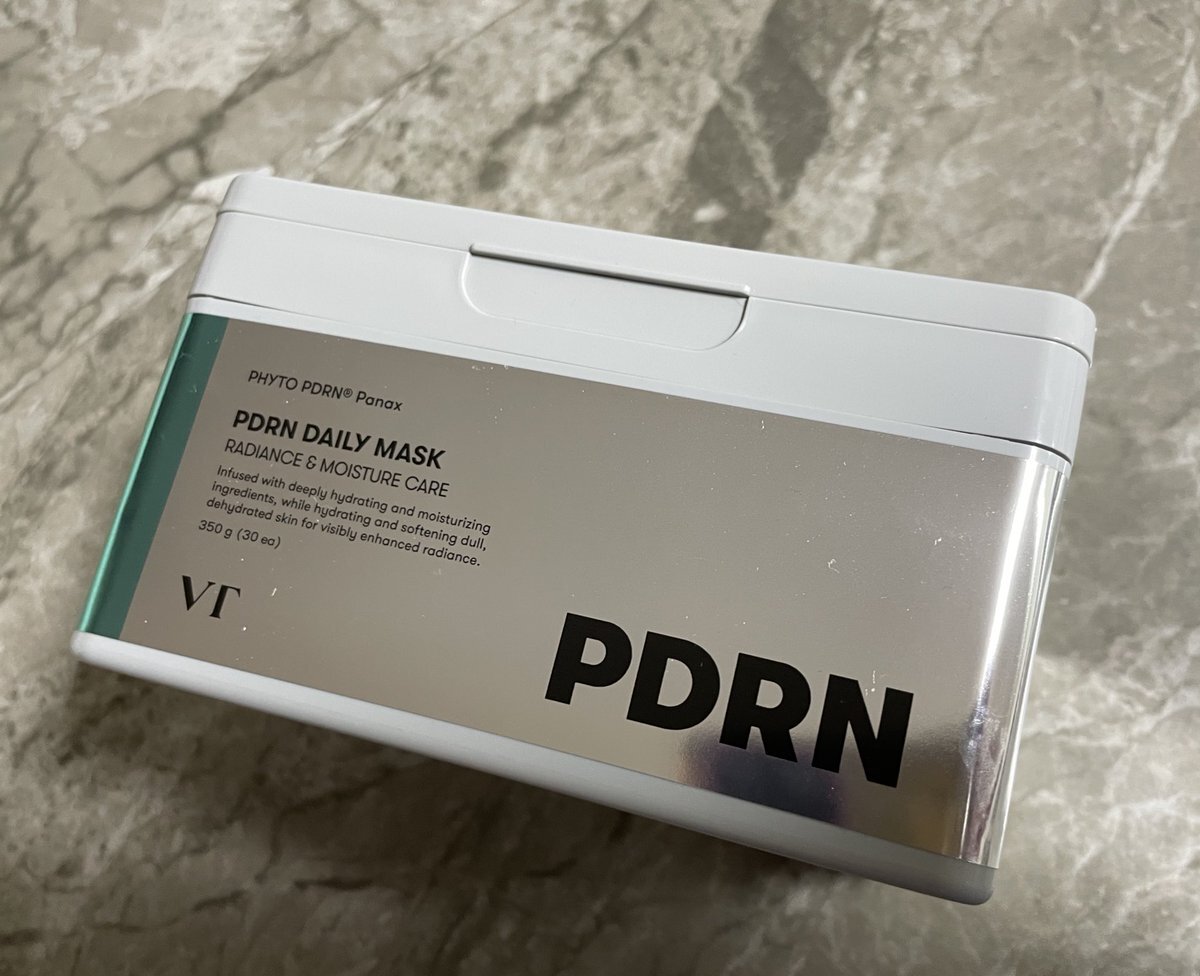 PHYTO PDRN® Panax
PDRN DAILY MASK
RADIANCE & MOISTURE CARE
Infused with deeply hydrating and moisturizing
ingredients, while hydrating and softening dull,
dehydrated skin for visibly enhanced radiance.
350 g (30 ea)
VT
PDRN